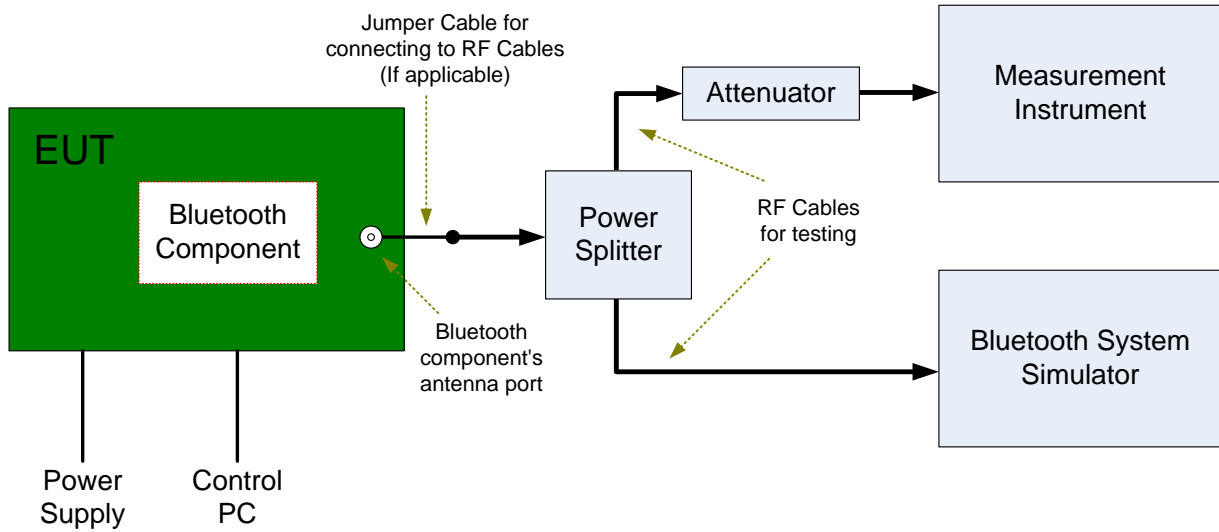 Jumper Cable for
connecting to RF Cables
(If applicable)
EUT
Bluetooth
Component
Bluetooth
component's
antenna port
Power
Supply
Control
PC
Power
Splitter
Attenuator
RF Cables
for testing
Measurement
Instrument
Bluetooth System
Simulator